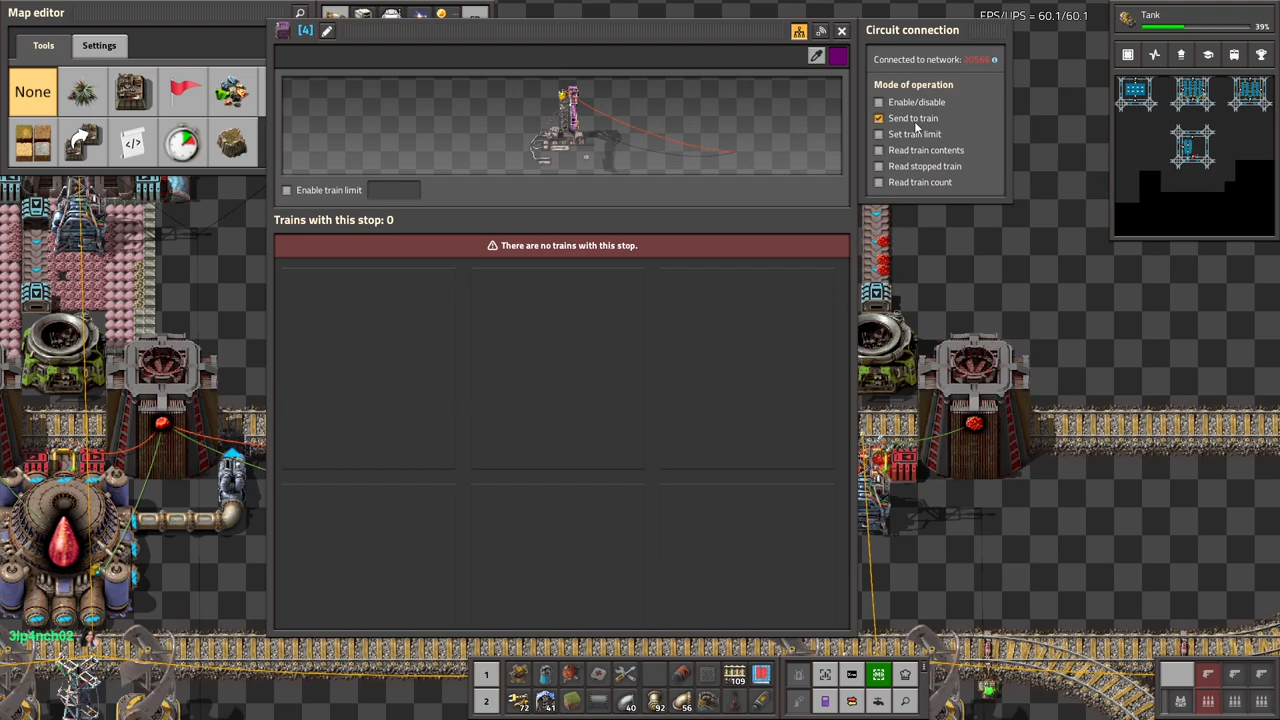 Map editor
Tools
Settings
None
[4]
Enable train limit
Trains with this stop: 0
There are no trains with this stop.
Circuit connection
Connected to network:
Mode of operation
Enable/disable
Send to train
Set train limit
Read train contents
Read stopped train
Read train count
FPS/UPS = 60.1/60.1
Tank
39%
3lp4nch02
1
109
2
72
41
40
92
56